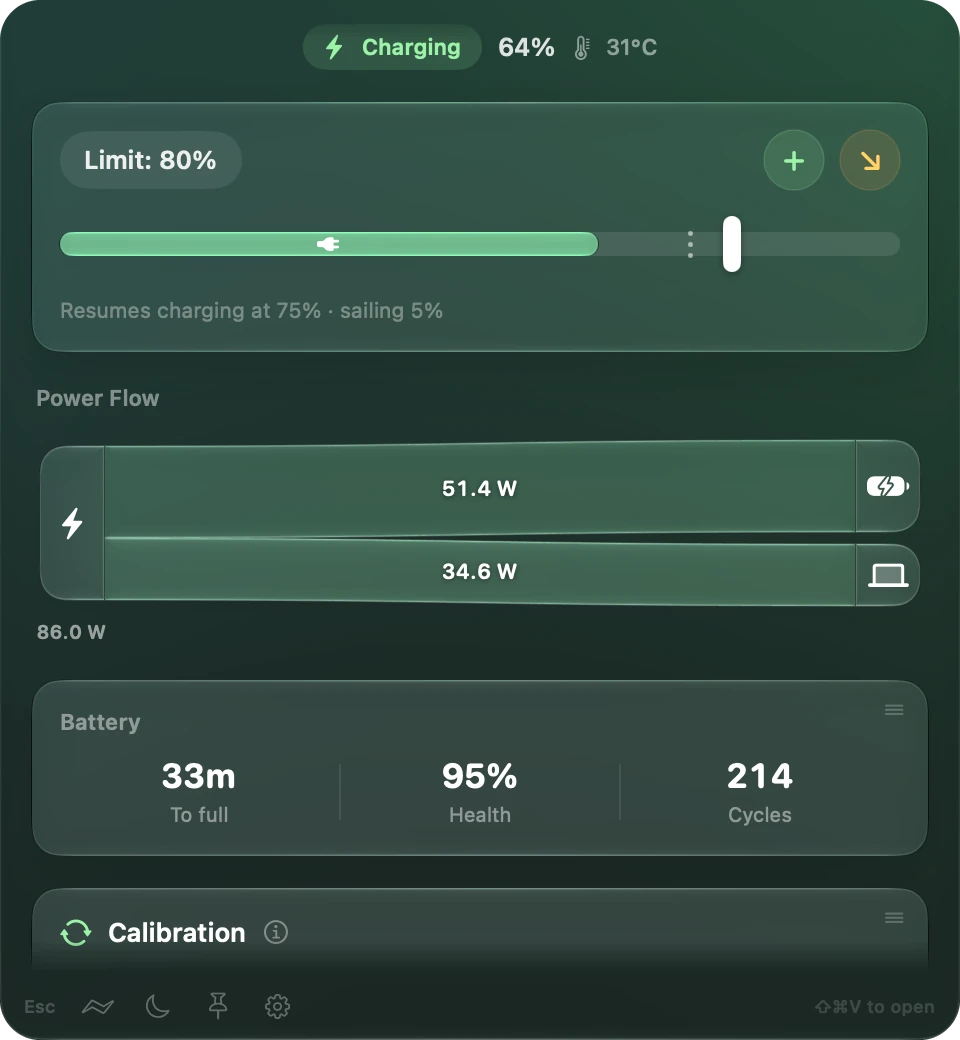 Charging 64% 31°C
Limit: 80%
Resumes charging at 75% · sailing 5%
Power Flow
51.4 W
34.6 W
86.0 W
Battery
33m 95% 214
To full Health Cycles
Calibration
Esc ⇧⌘V to open